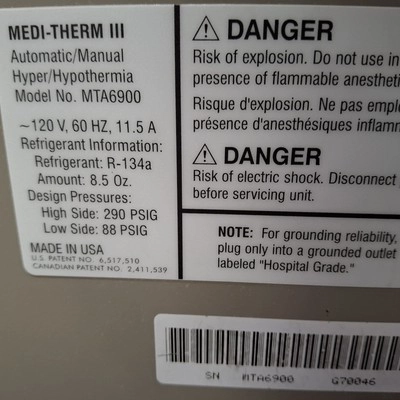 MEDI-THERM III
Automatic/Manual
Hyper/Hypothermia
Model No. MTA6900
~120 V, 60 HZ, 11.5 A
Refrigerant Information:
Refrigerant: R-134a
Amount: 8.5 Oz.
Design Pressures:
High Side: 290 PSIG
Low Side: 88 PSIG
MADE IN USA
U.S. PATENT NO. 6,517,510
CANADIAN PATENT NO. 2,411,539
DANGER
Risk of explosion. Do not use in
presence of flammable anestheti
Risque d'explosion. Ne pas empl
présence d'anesthésiques inflamm
DANGER
Risk of electric shock. Disconnect
before servicing unit.
NOTE: For grounding reliability,
plug only into a grounded outlet
labeled "Hospital Grade."
SN MTA6900 G70046